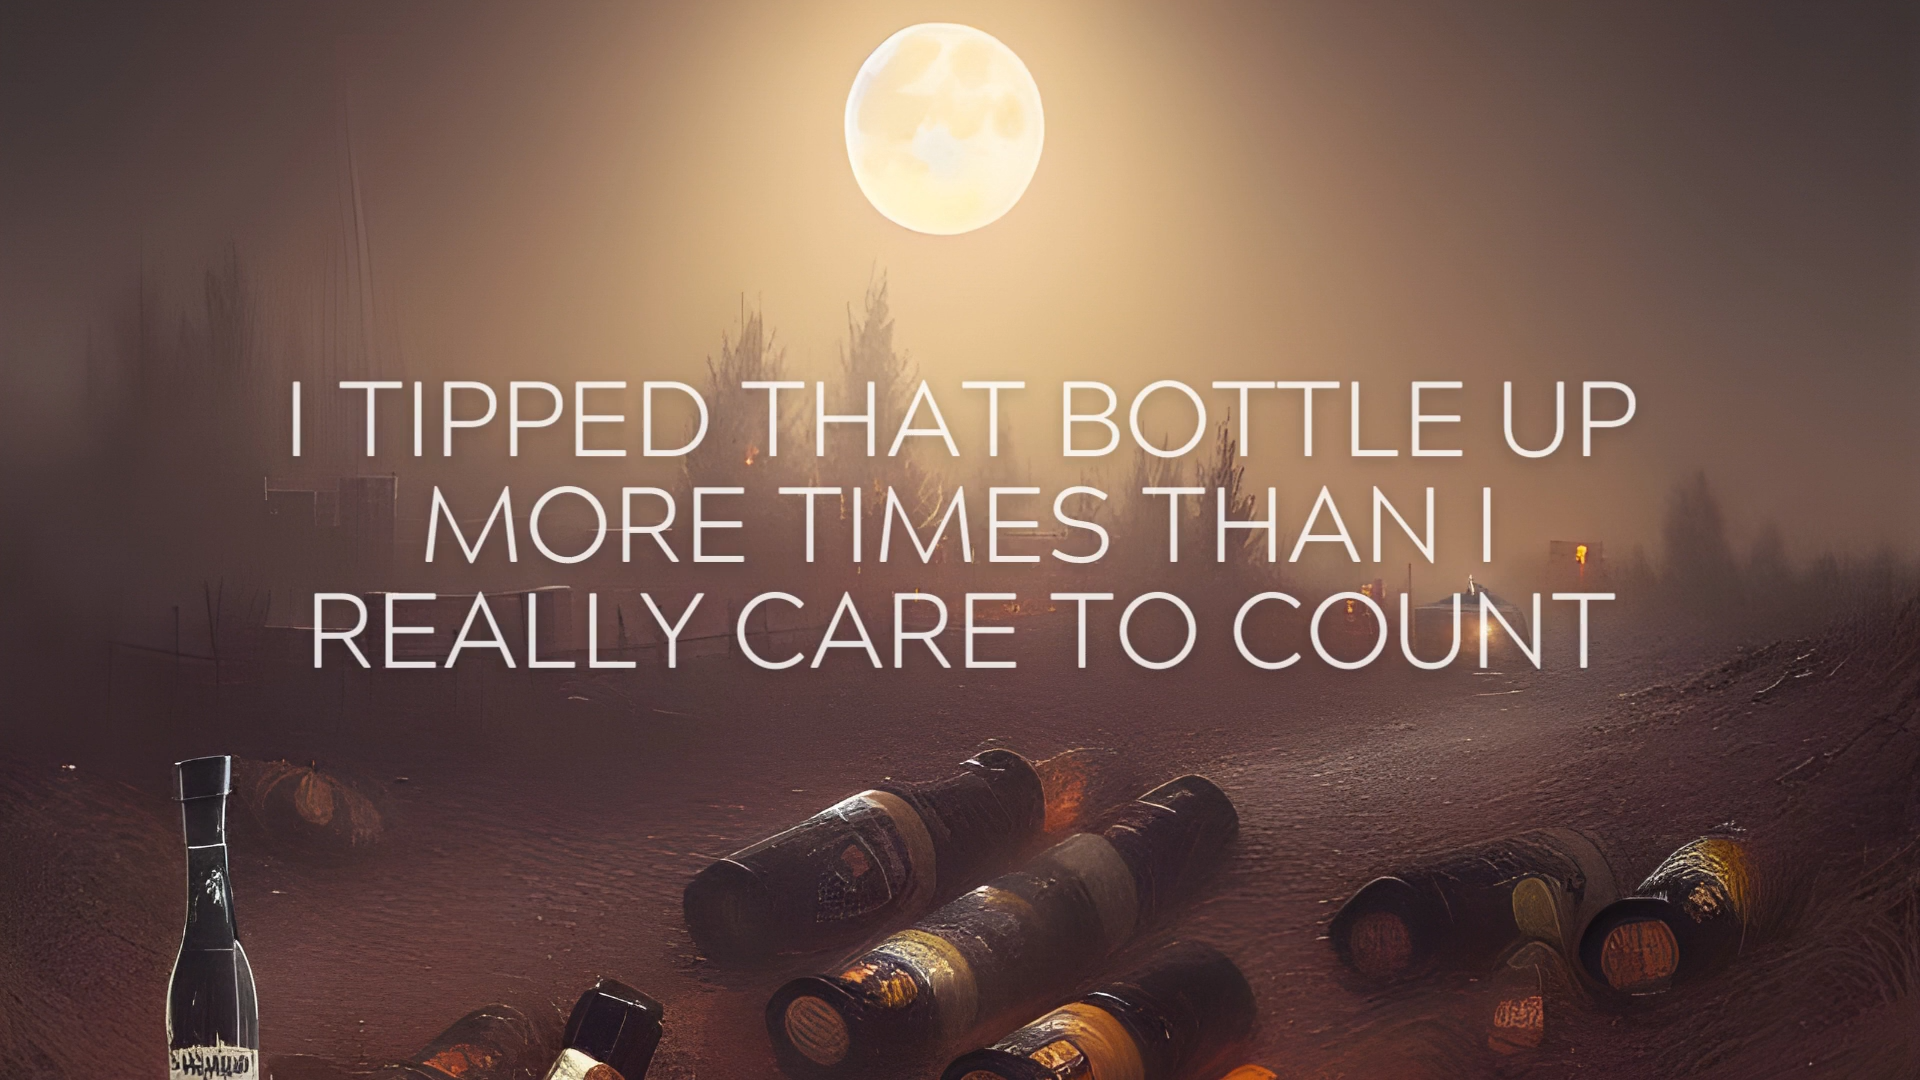 I TIPPED THAT BOTTLE UP
MORE TIMES THAN I
REALLY CARE TO COUNT